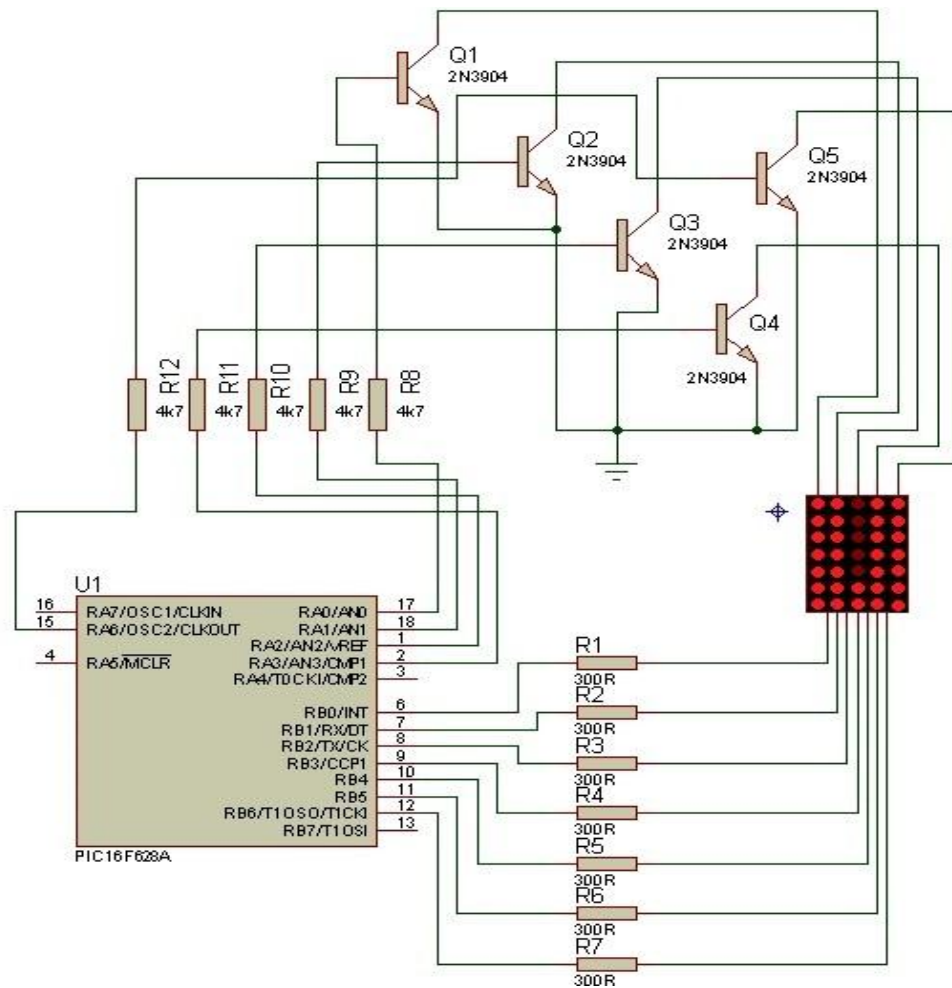 Q1
2N3904
Q2
2N3904
Q5
2N3904
Q3
2N3904
Q4
2N3904
R12
4k7
R11
4k7
R10
4k7
R9
4k7
R8
4k7
U1
16 RA7/OSC1/CLKIN
15 RA6/OSC2/CLKOUT
4 RA5/MCLR
RA0/AN0 17
RA1/AN1 18
RA2/AN2/VREF 1
RA3/AN3/CMP1 2
RA4/T0CKI/CMP2 3
RB0/INT 6
RB1/RX/DT 7
RB2/TX/CK 8
RB3/CCP1 9
RB4 10
RB5 11
RB6/T1OSO/T1CKI 12
RB7/T1OSI 13
PIC16F628A
R1
300R
R2
300R
R3
300R
R4
300R
R5
300R
R6
300R
R7
300R